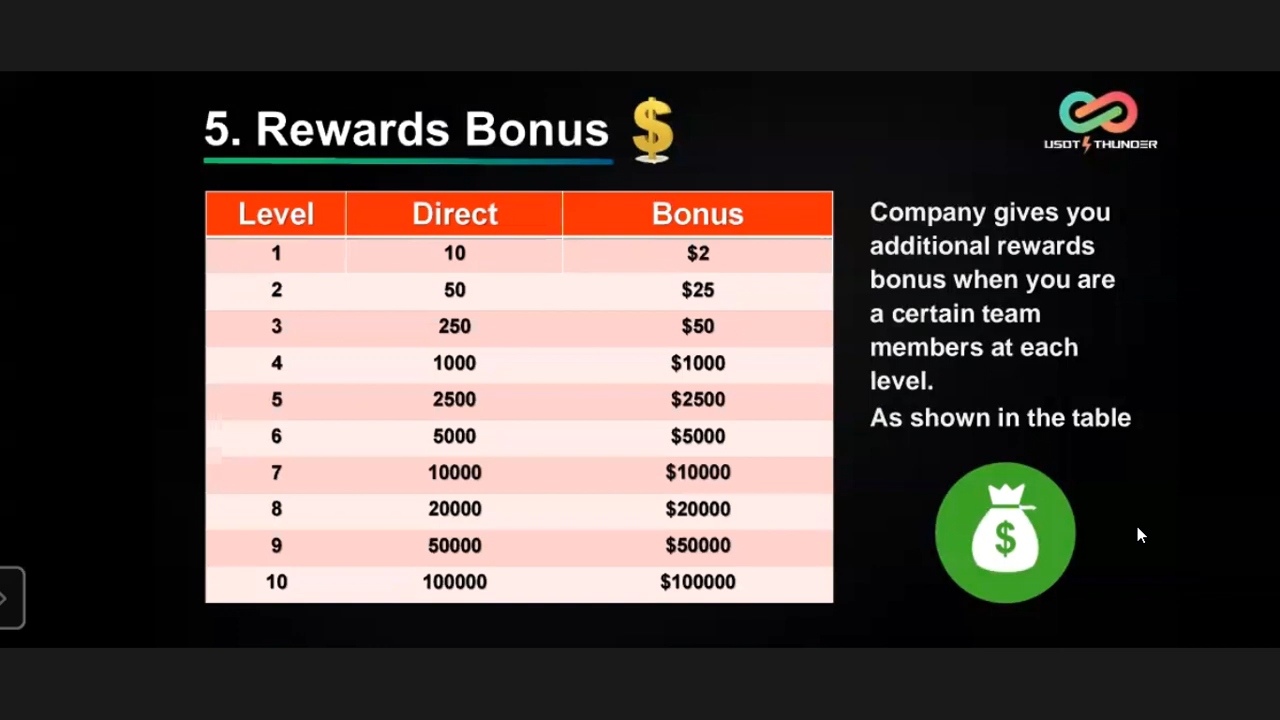 5. Rewards Bonus
USDT THUNDER
Level Direct Bonus
1 10 $2
2 50 $25
3 250 $50
4 1000 $1000
5 2500 $2500
6 5000 $5000
7 10000 $10000
8 20000 $20000
9 50000 $50000
10 100000 $100000
Company gives you
additional rewards
bonus when you are
a certain team
members at each
level.
As shown in the table
$